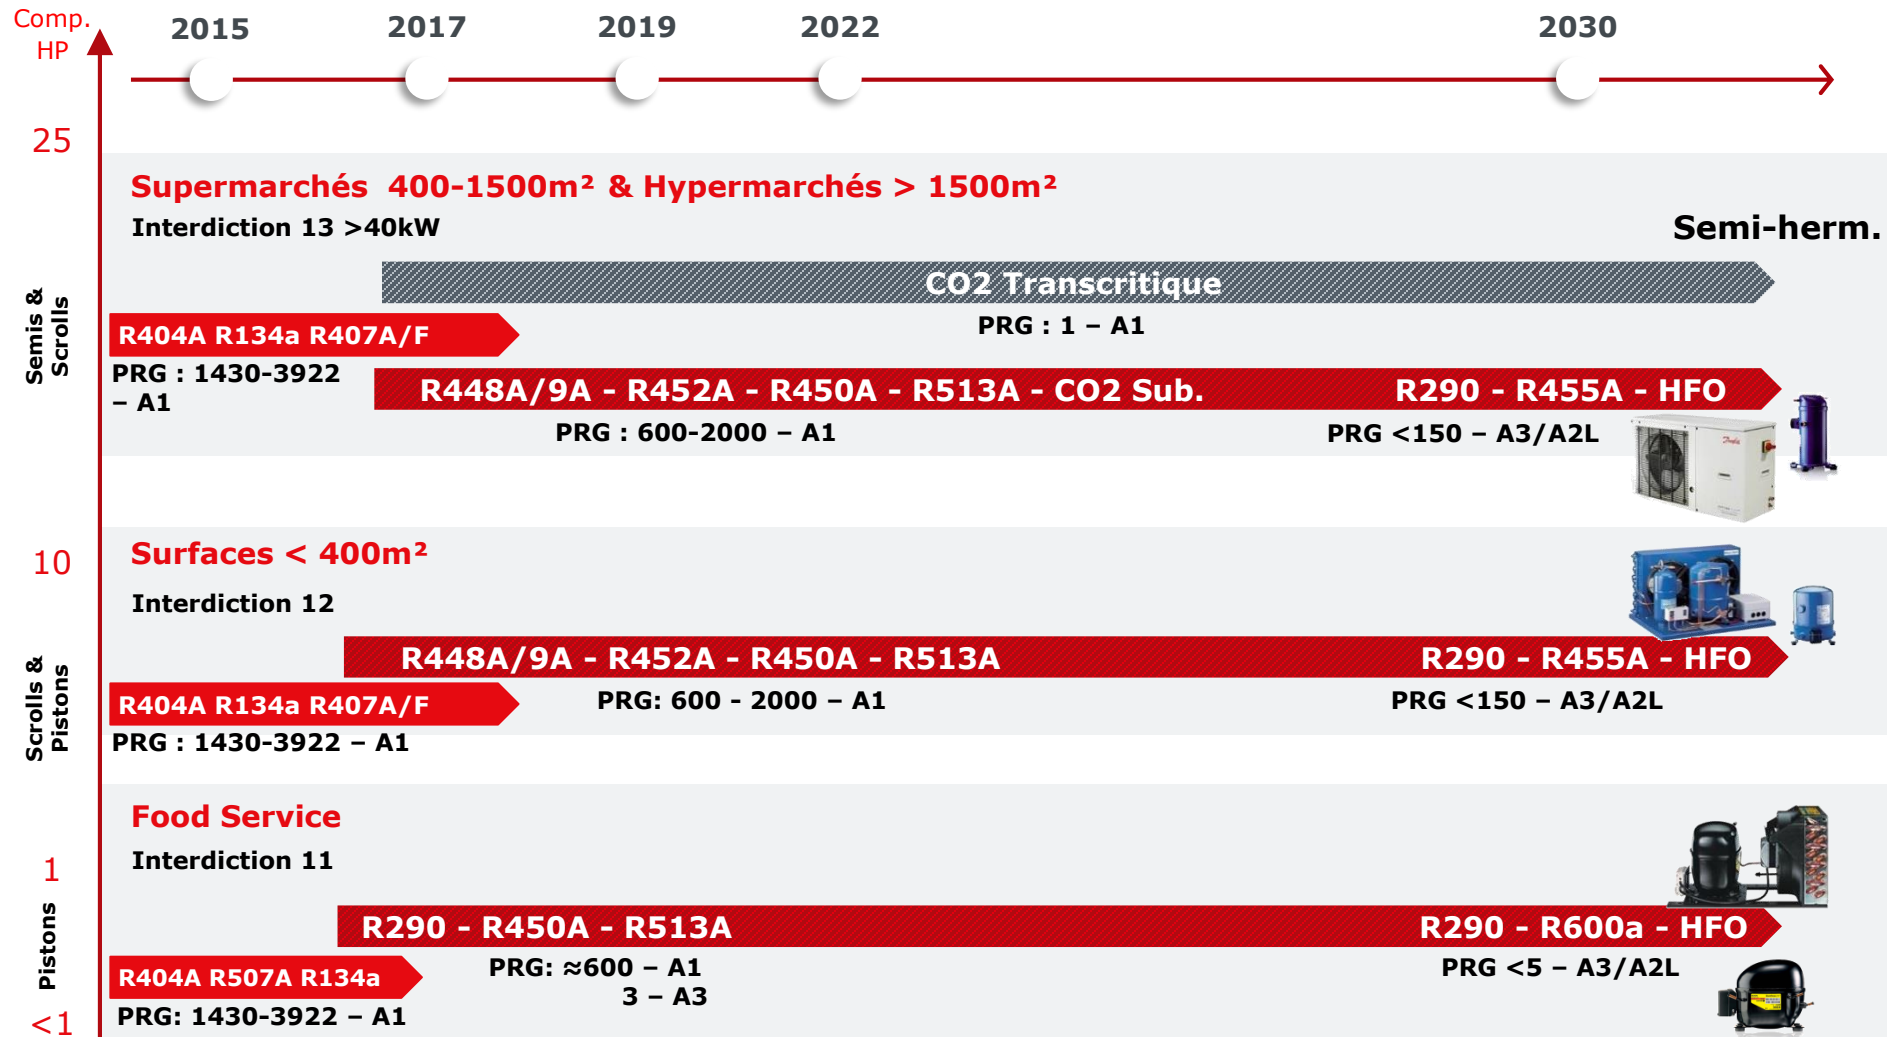 Comp.
HP
2015
2017
2019
2022
2030
25
Supermarchés 400-1500m² & Hypermarchés > 1500m²
Interdiction 13 >40kW
Semi-herm.
Semis &
Scrolls
CO2 Transcritique
PRG : 1 – A1
R404A R134a R407A/F
PRG : 1430-3922
– A1
R448A/9A - R452A - R450A - R513A - CO2 Sub.
R290 - R455A - HFO
PRG : 600-2000 – A1
PRG <150 – A3/A2L
Danfoss
10
Surfaces < 400m²
Interdiction 12
Scrolls &
Pistons
R448A/9A - R452A - R450A - R513A
R290 - R455A - HFO
R404A R134a R407A/F
PRG: 600 - 2000 – A1
PRG <150 – A3/A2L
PRG : 1430-3922 – A1
Food Service
Interdiction 11
1
Pistons
<1
R290 - R450A - R513A
R290 - R600a - HFO
R404A R507A R134a
PRG: ≈600 – A1
3 – A3
PRG <5 – A3/A2L
PRG: 1430-3922 – A1